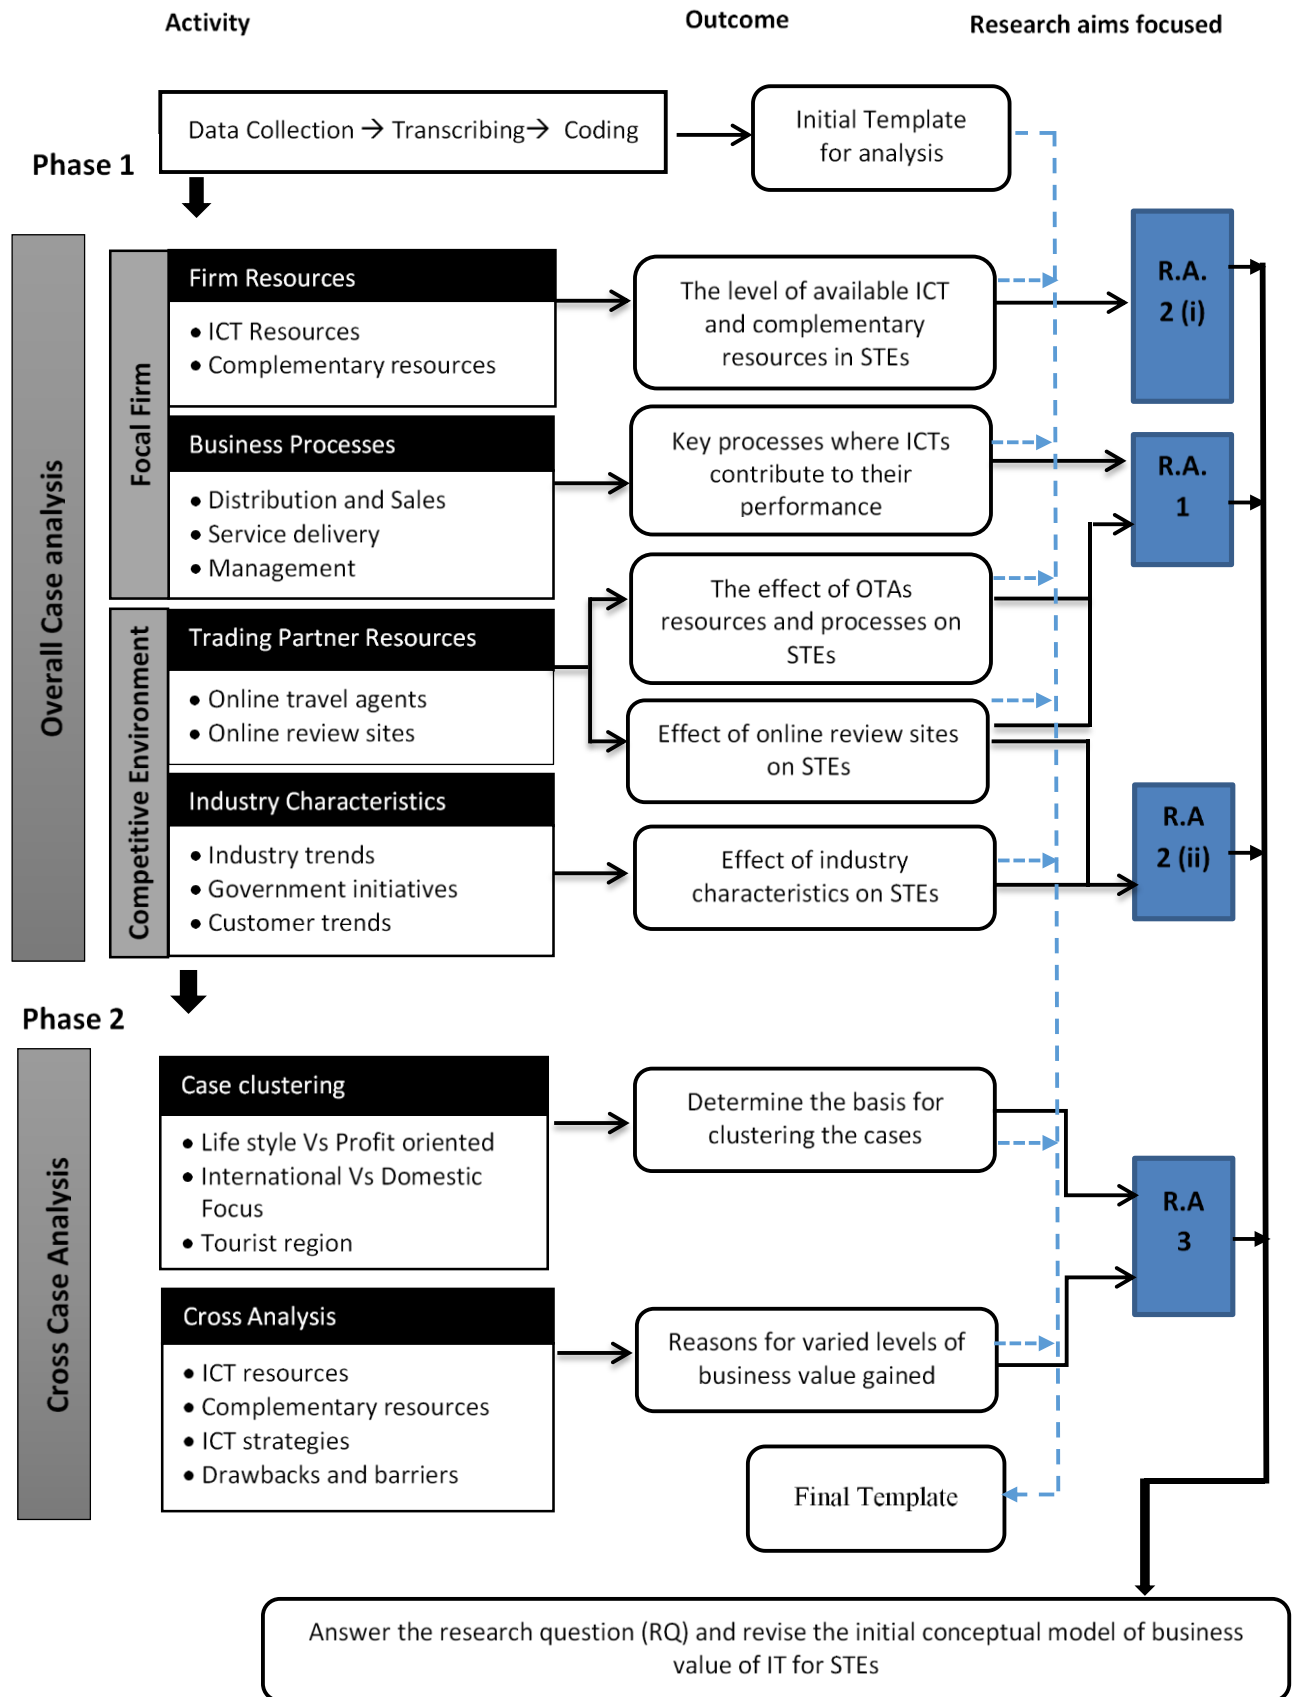 Activity
Outcome
Research aims focused
Data Collection → Transcribing→ Coding
Initial Template
for analysis
Phase 1
Overall Case analysis
Focal Firm
Firm Resources
• ICT Resources
• Complementary resources
The level of available ICT
and complementary
resources in STEs
R.A.
2 (i)
Business Processes
• Distribution and Sales
• Service delivery
• Management
Key processes where ICTs
contribute to their
performance
R.A.
1
Competitive Environment
Trading Partner Resources
• Online travel agents
• Online review sites
The effect of OTAs
resources and processes on
STEs
Effect of online review sites
on STEs
Industry Characteristics
• Industry trends
• Government initiatives
• Customer trends
Effect of industry
characteristics on STEs
R.A
2 (ii)
Phase 2
Cross Case Analysis
Case clustering
• Life style Vs Profit oriented
• International Vs Domestic
Focus
• Tourist region
Determine the basis for
clustering the cases
R.A
3
Cross Analysis
• ICT resources
• Complementary resources
• ICT strategies
• Drawbacks and barriers
Reasons for varied levels of
business value gained
Final Template
Answer the research question (RQ) and revise the initial conceptual model of business
value of IT for STEs